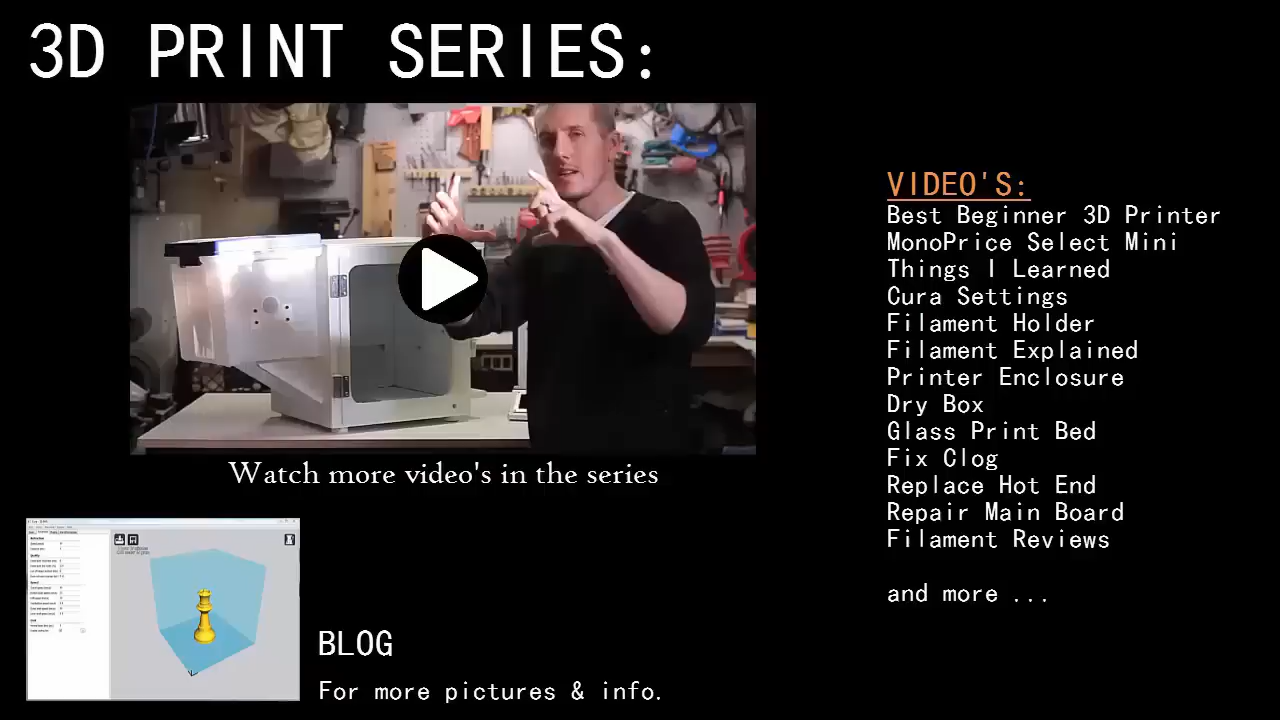 3D PRINT SERIES:
Watch more video's in the series
VIDEO'S:
Best Beginner 3D Printer
MonoPrice Select Mini
Things I Learned
Cura Settings
Filament Holder
Filament Explained
Printer Enclosure
Dry Box
Glass Print Bed
Fix Clog
Replace Hot End
Repair Main Board
Filament Reviews
and more ...
BLOG
For more pictures & info.